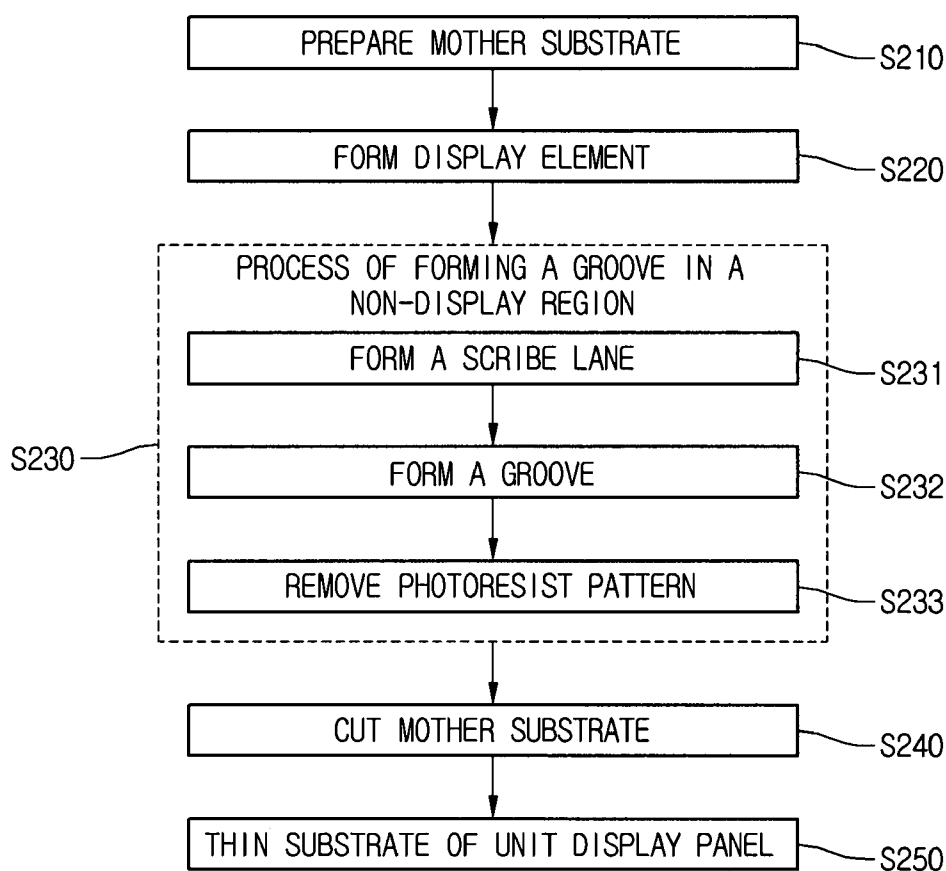 PREPARE MOTHER SUBSTRATE
S210
FORM DISPLAY ELEMENT
S220
PROCESS OF FORMING A GROOVE IN A
NON-DISPLAY REGION
FORM A SCRIBE LANE
S231
S230
FORM A GROOVE
S232
REMOVE PHOTORESIST PATTERN
S233
CUT MOTHER SUBSTRATE
S240
THIN SUBSTRATE OF UNIT DISPLAY PANEL
S250